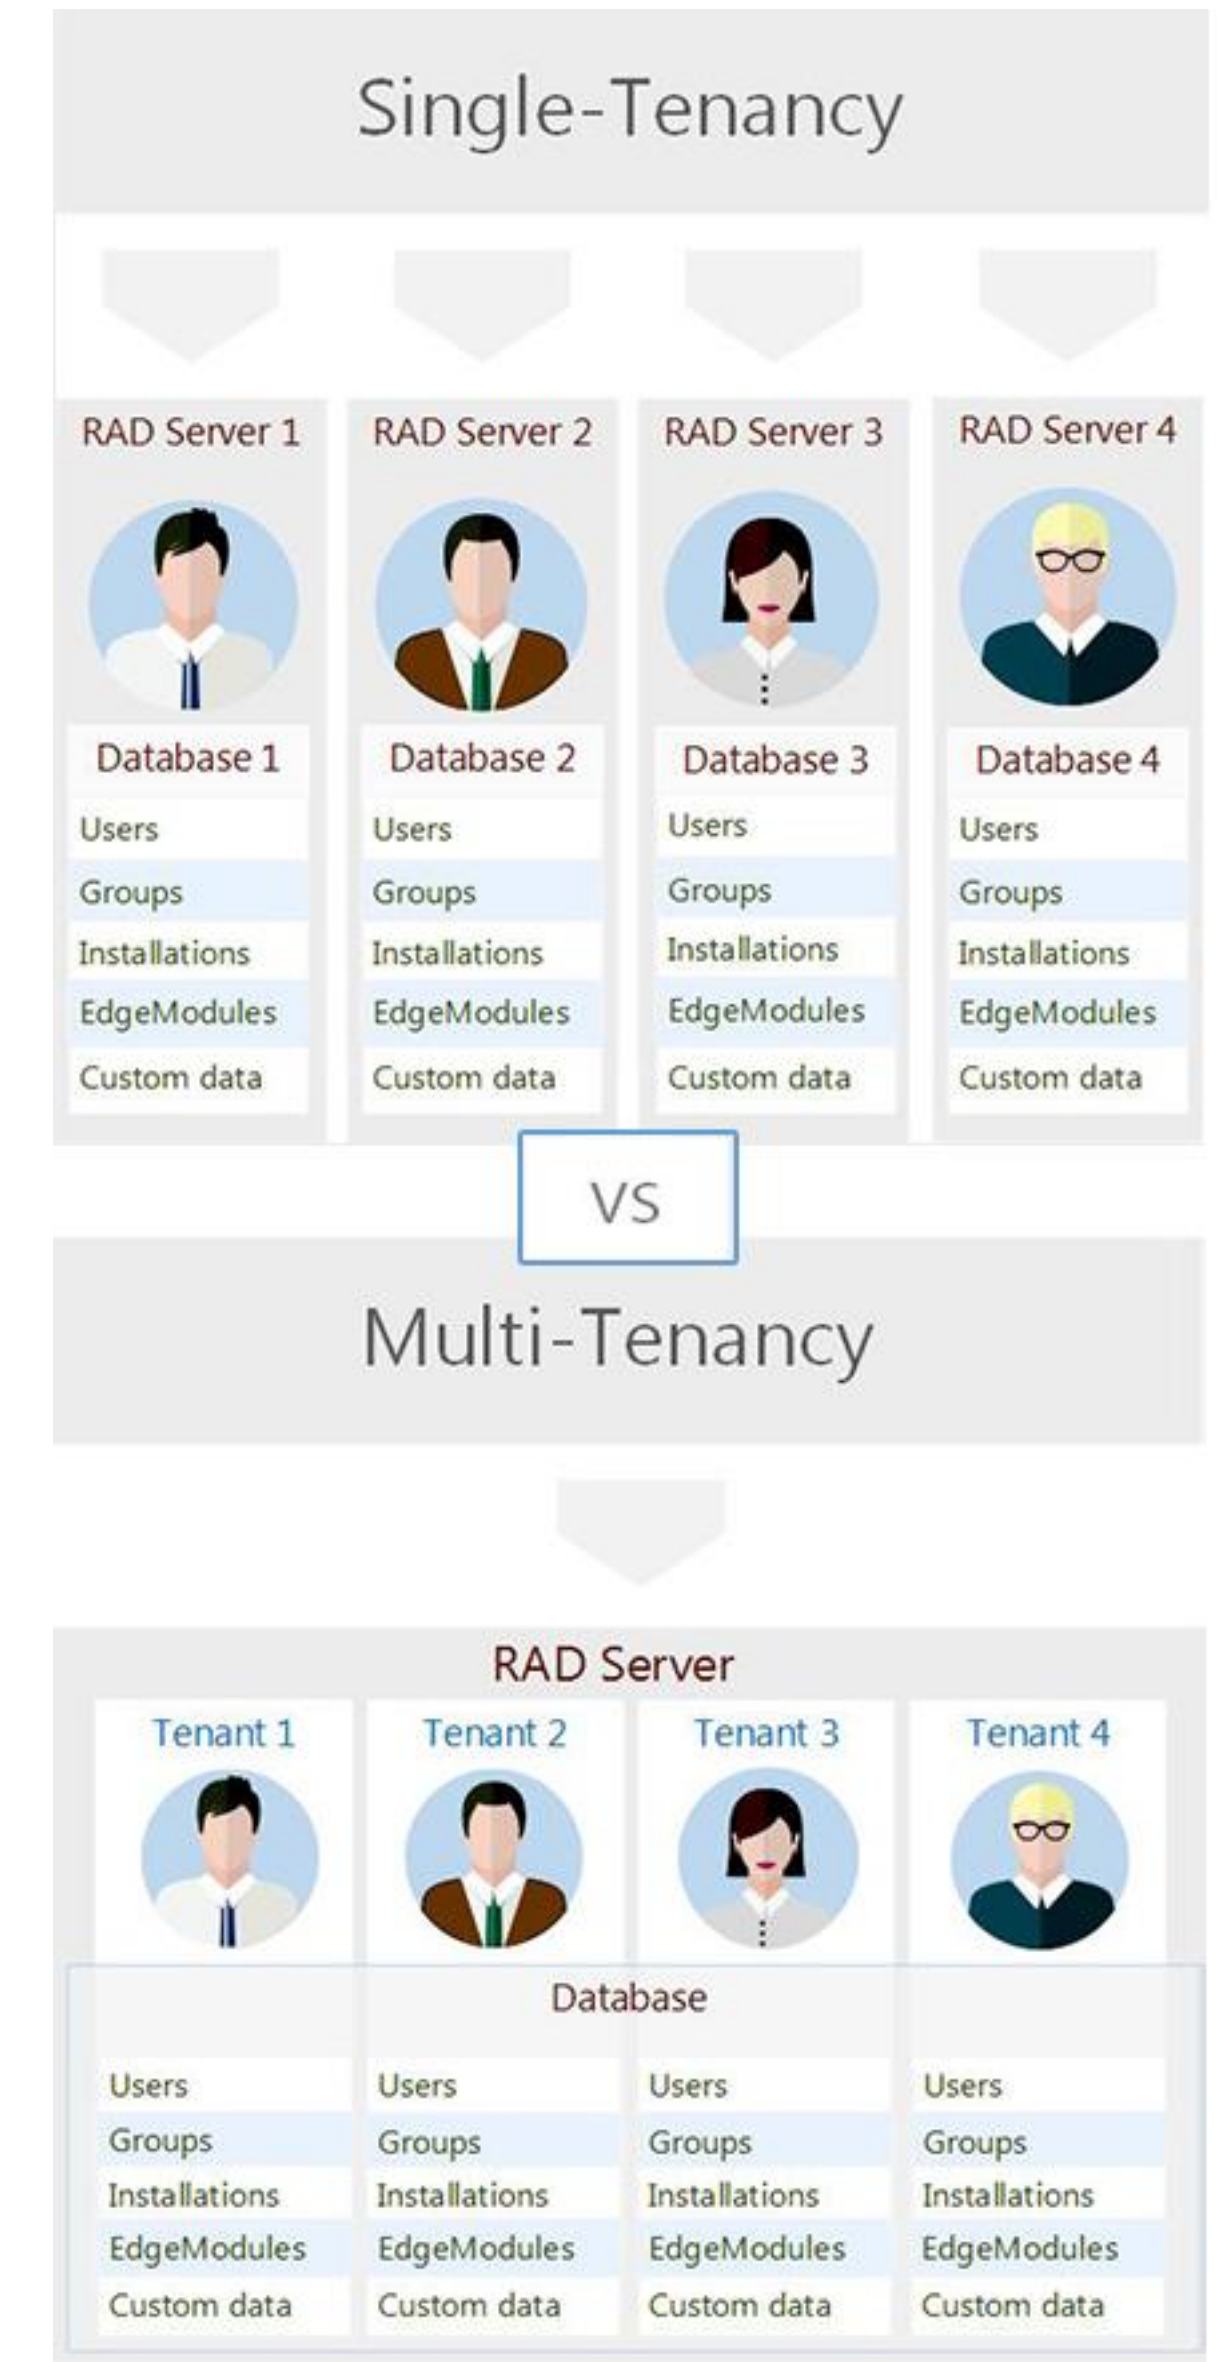 Single-Tenancy
RAD Server 1 RAD Server 2 RAD Server 3 RAD Server 4
Database 1 Database 2 Database 3 Database 4
Users Users Users Users
Groups Groups Groups Groups
Installations Installations Installations Installations
EdgeModules EdgeModules EdgeModules EdgeModules
Custom data Custom data Custom data Custom data
VS
Multi-Tenancy
RAD Server
Tenant 1 Tenant 2 Tenant 3 Tenant 4
Database
Users Users Users Users
Groups Groups Groups Groups
Installations Installations Installations Installations
EdgeModules EdgeModules EdgeModules EdgeModules
Custom data Custom data Custom data Custom data